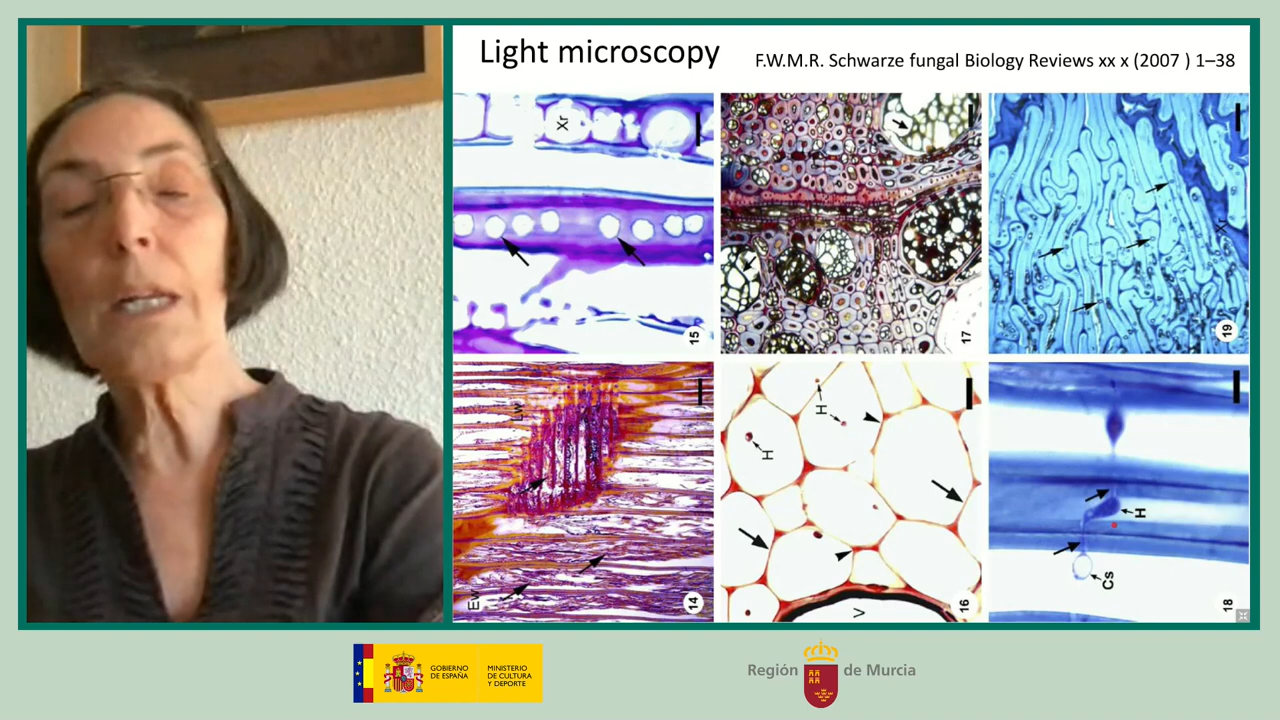 Light microscopy
F.W.M.R. Schwarze fungal Biology Reviews xx x (2007 ) 1–38
Xr
15
17
19
Ew
14
H
H
V
16
H
Cs
18
GOBIERNO
DE ESPAÑA
MINISTERIO
DE CULTURA
Y DEPORTE
Región de Murcia